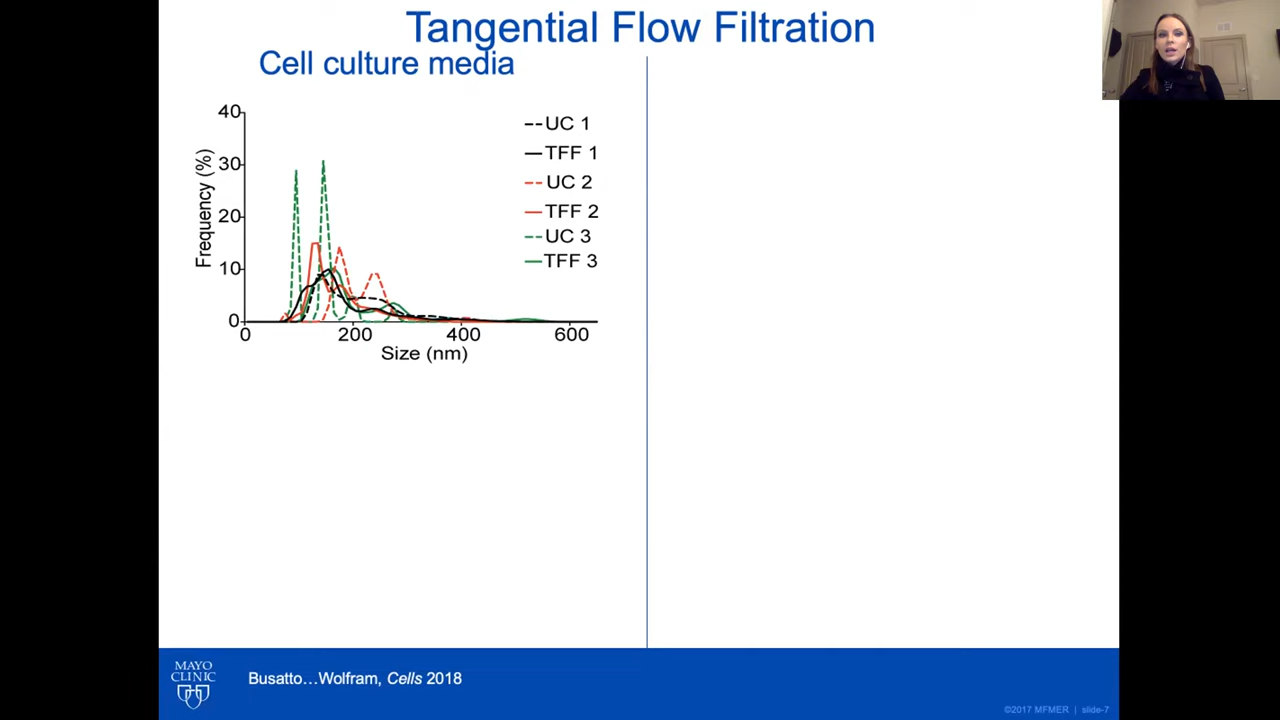 Tangential Flow Filtration
Cell culture media
40
30
20
10
0
Frequency (%)
0 200 400 600
Size (nm)
UC 1
TFF 1
UC 2
TFF 2
UC 3
TFF 3
MAYO
CLINIC
Busatto…Wolfram, Cells 2018
©2017 MFMER | slide-7